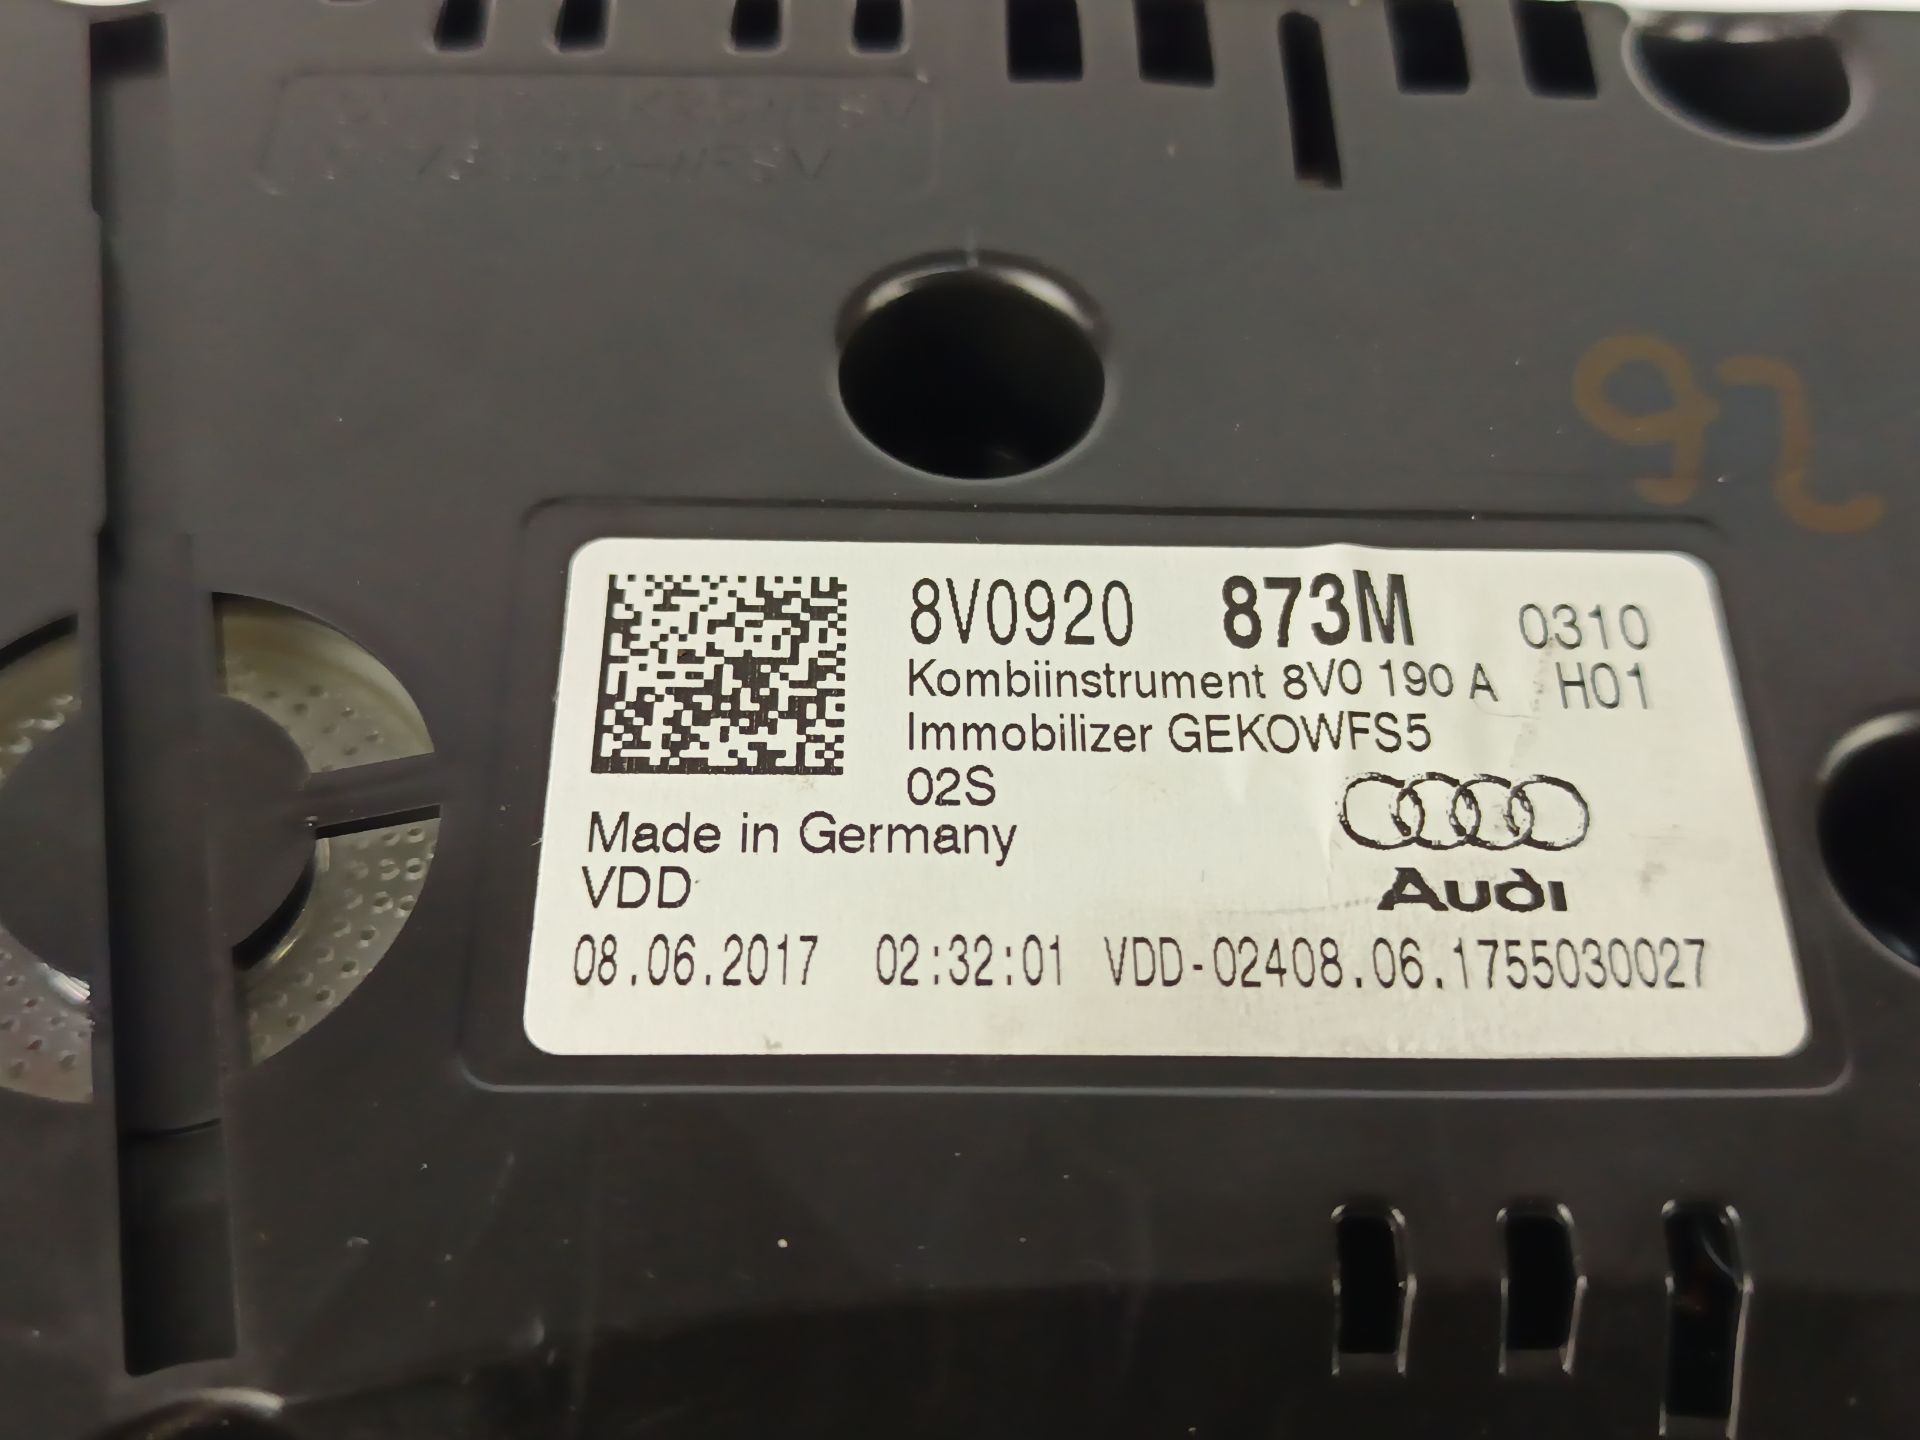 92
8V0920 873M 0310
Kombiinstrument 8V0 190 A H01
Immobilizer GEKOWFS5
02S
Made in Germany
VDD
Audi
08.06.2017 02:32:01 VDD-02408.06.1755030027